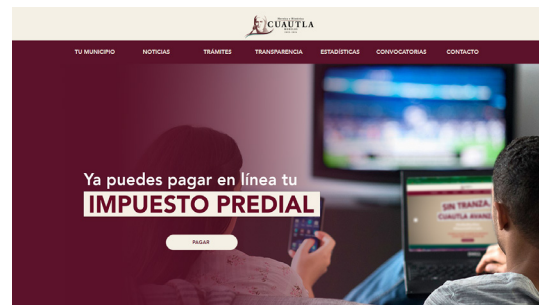 CUAUTLA
TU MUNICIPIO
NOTICIAS
TRÁMITES
TRANSPARENCIA
ESTADÍSTICAS
CONVOCATORIAS
CONTACTO
Ya puedes pagar en línea tu
IMPUESTO PREDIAL
PAGAR
SIN TRANZA,
CUAUTLA AVANZA